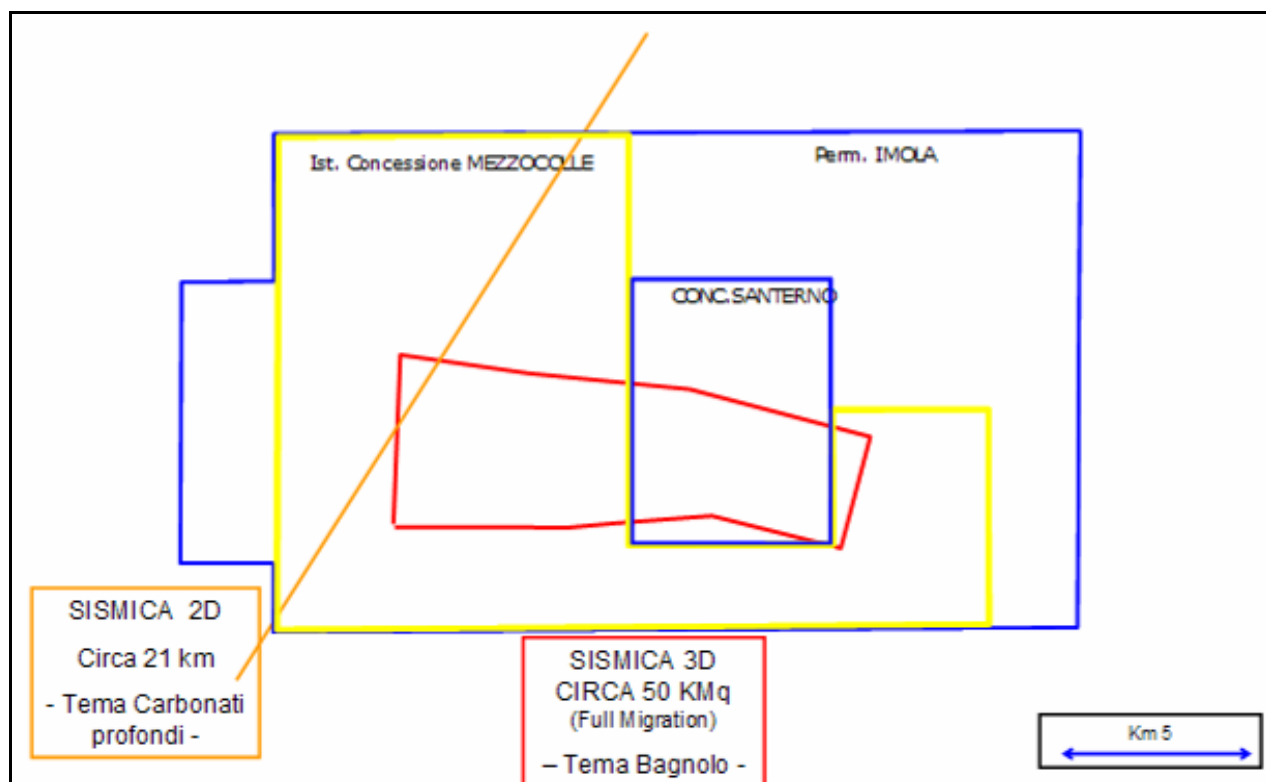 Ist. Concessione MEZZOCOLLE
Perm. IMOLA
CONC.SANTERNO
SISMICA 2D
Circa 21 km
- Tema Carbonati
profondi -
SISMICA 3D
CIRCA 50 KMq
(Full Migration)
– Tema Bagnolo -
Km 5